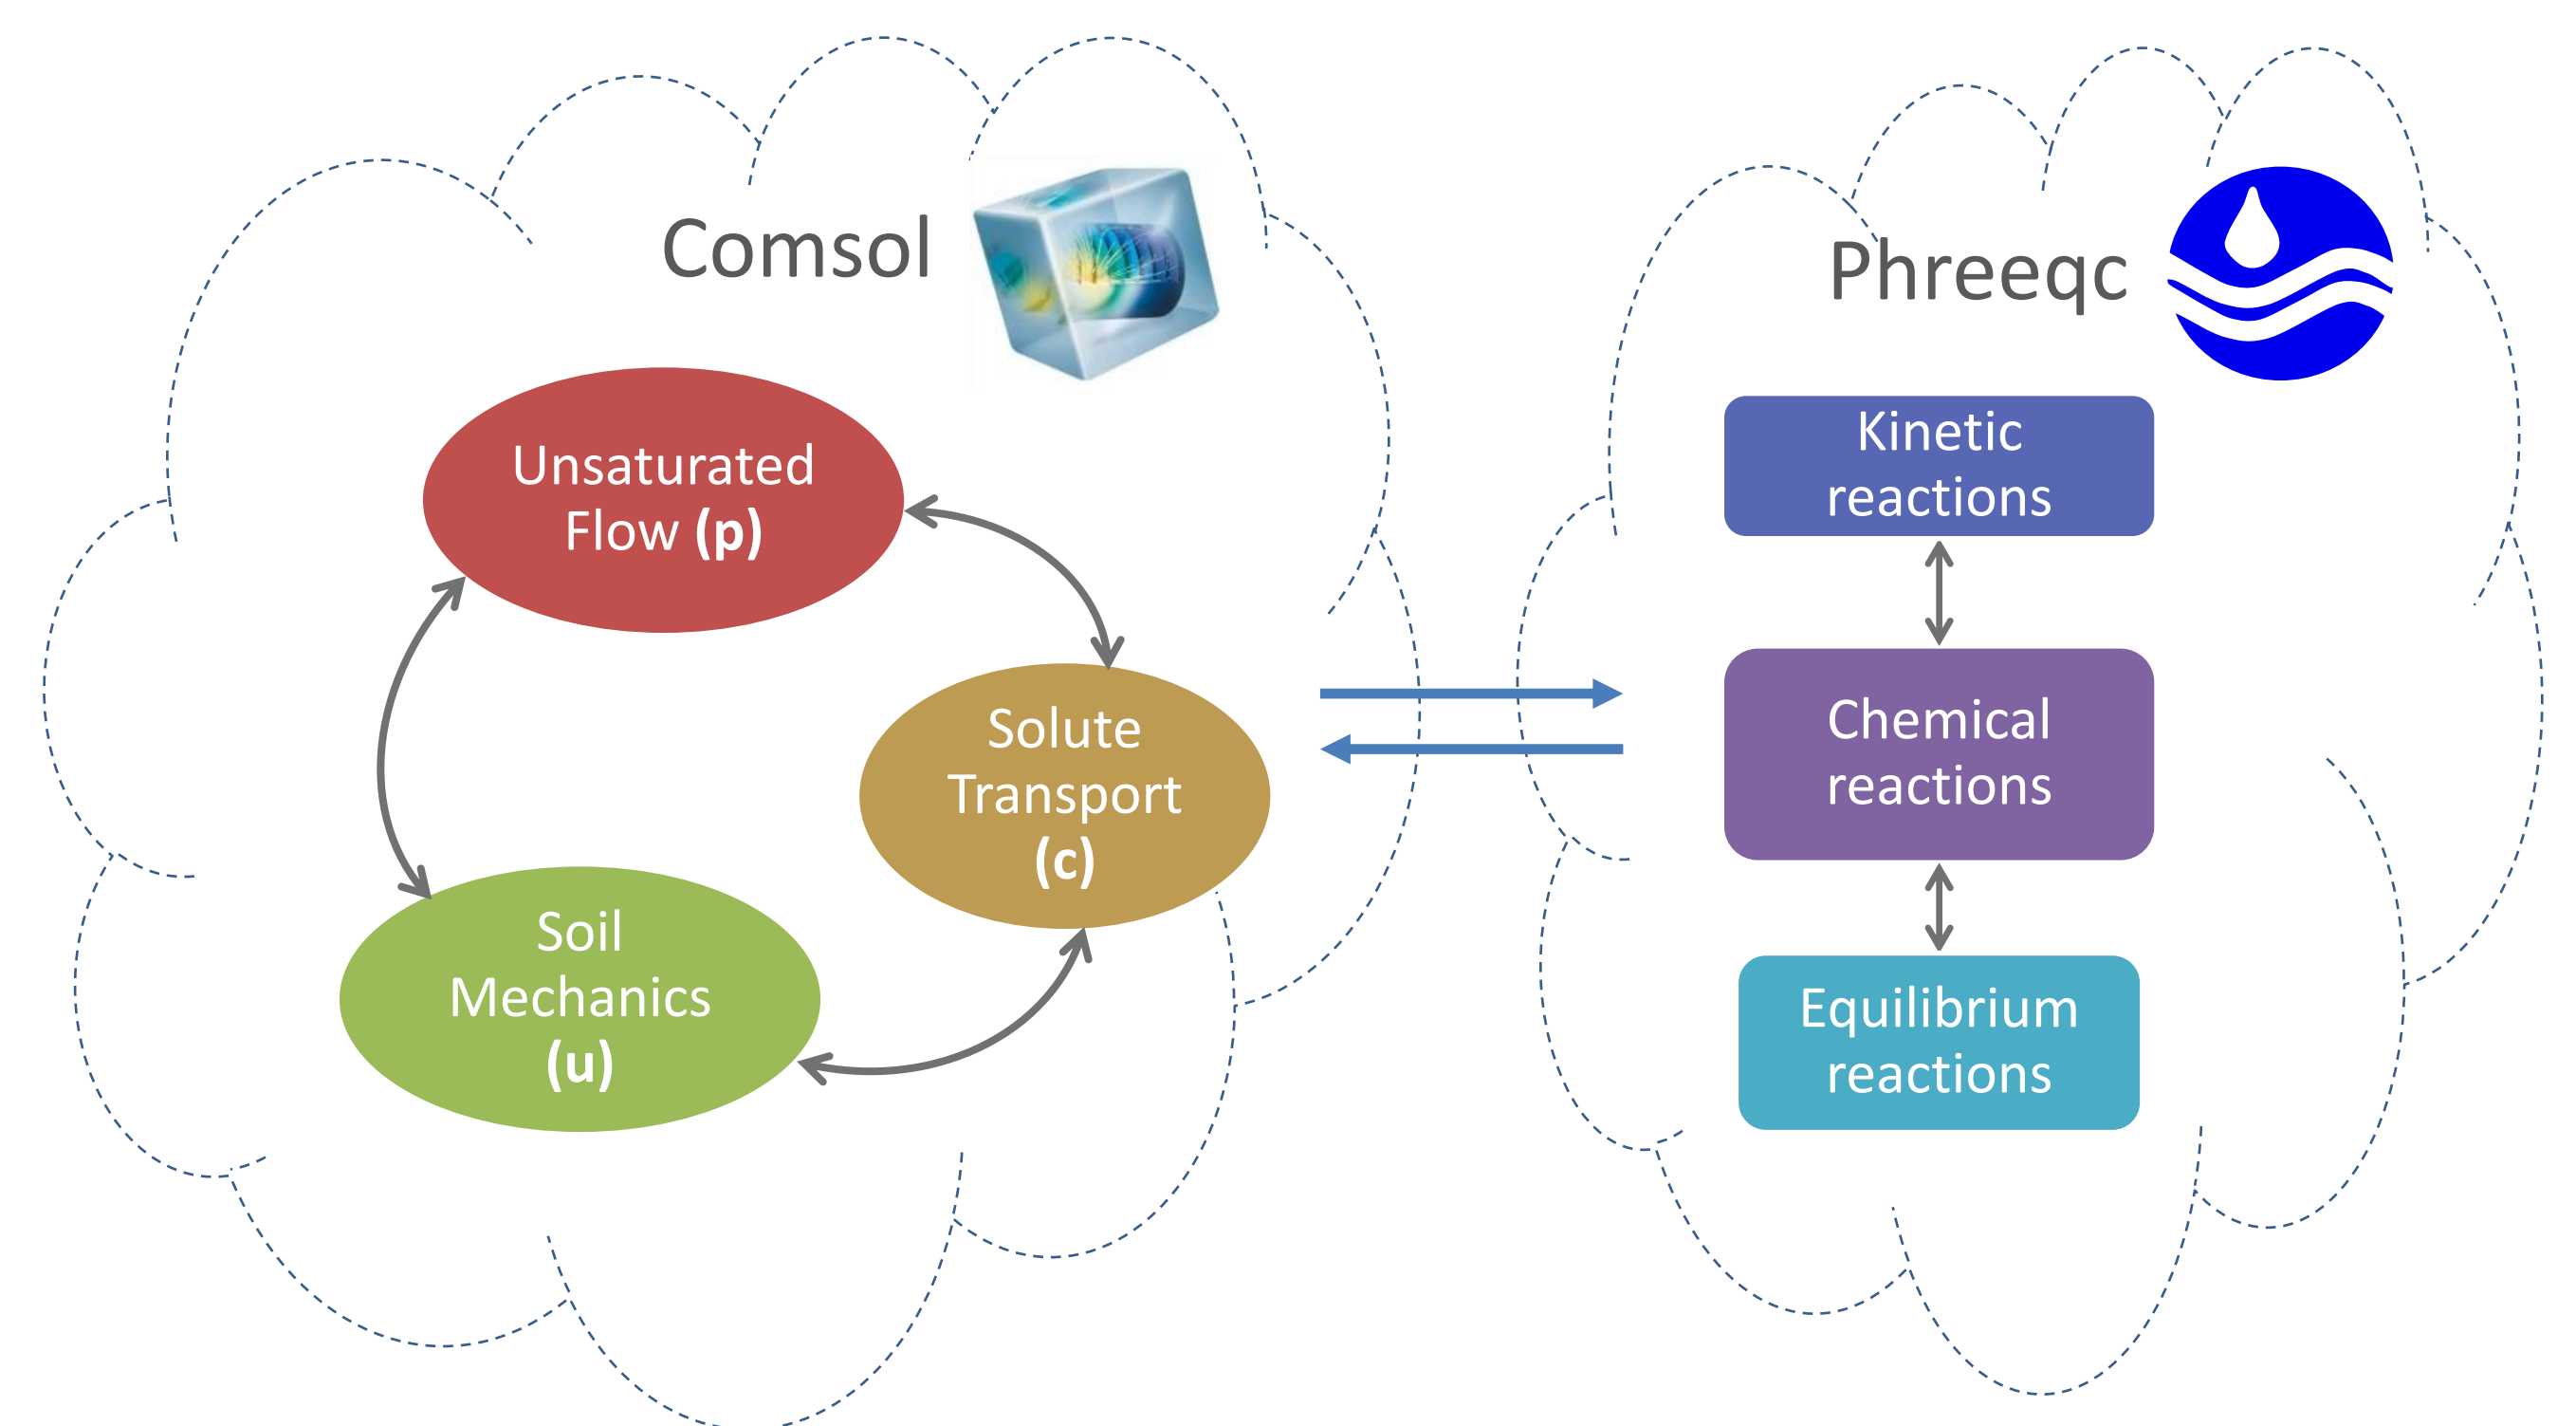 Comsol
Unsaturated
Flow (p)
Solute
Transport
(c)
Soil
Mechanics
(u)
Phreeqc
Kinetic
reactions
Chemical
reactions
Equilibrium
reactions